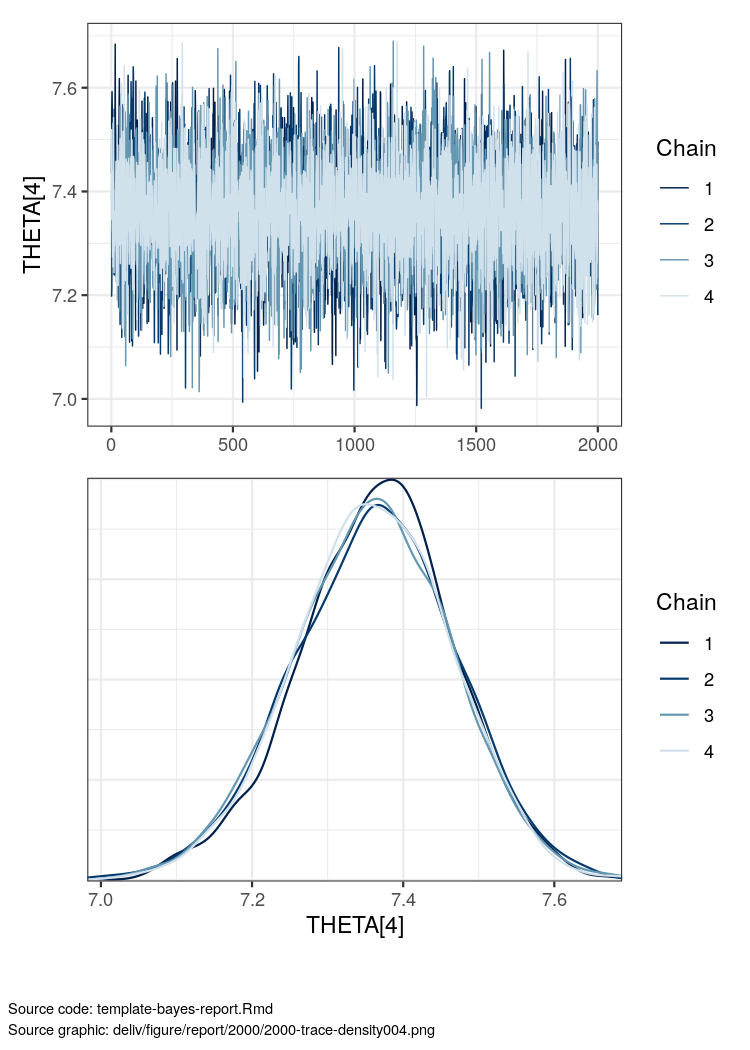 7.6
7.4
7.2
7.0
THETA[4]
0 500 1000 1500 2000
Chain
1
2
3
4
7.0 7.2 7.4 7.6
THETA[4]
Chain
1
2
3
4
Source code: template-bayes-report.Rmd
Source graphic: deliv/figure/report/2000/2000-trace-density004.png